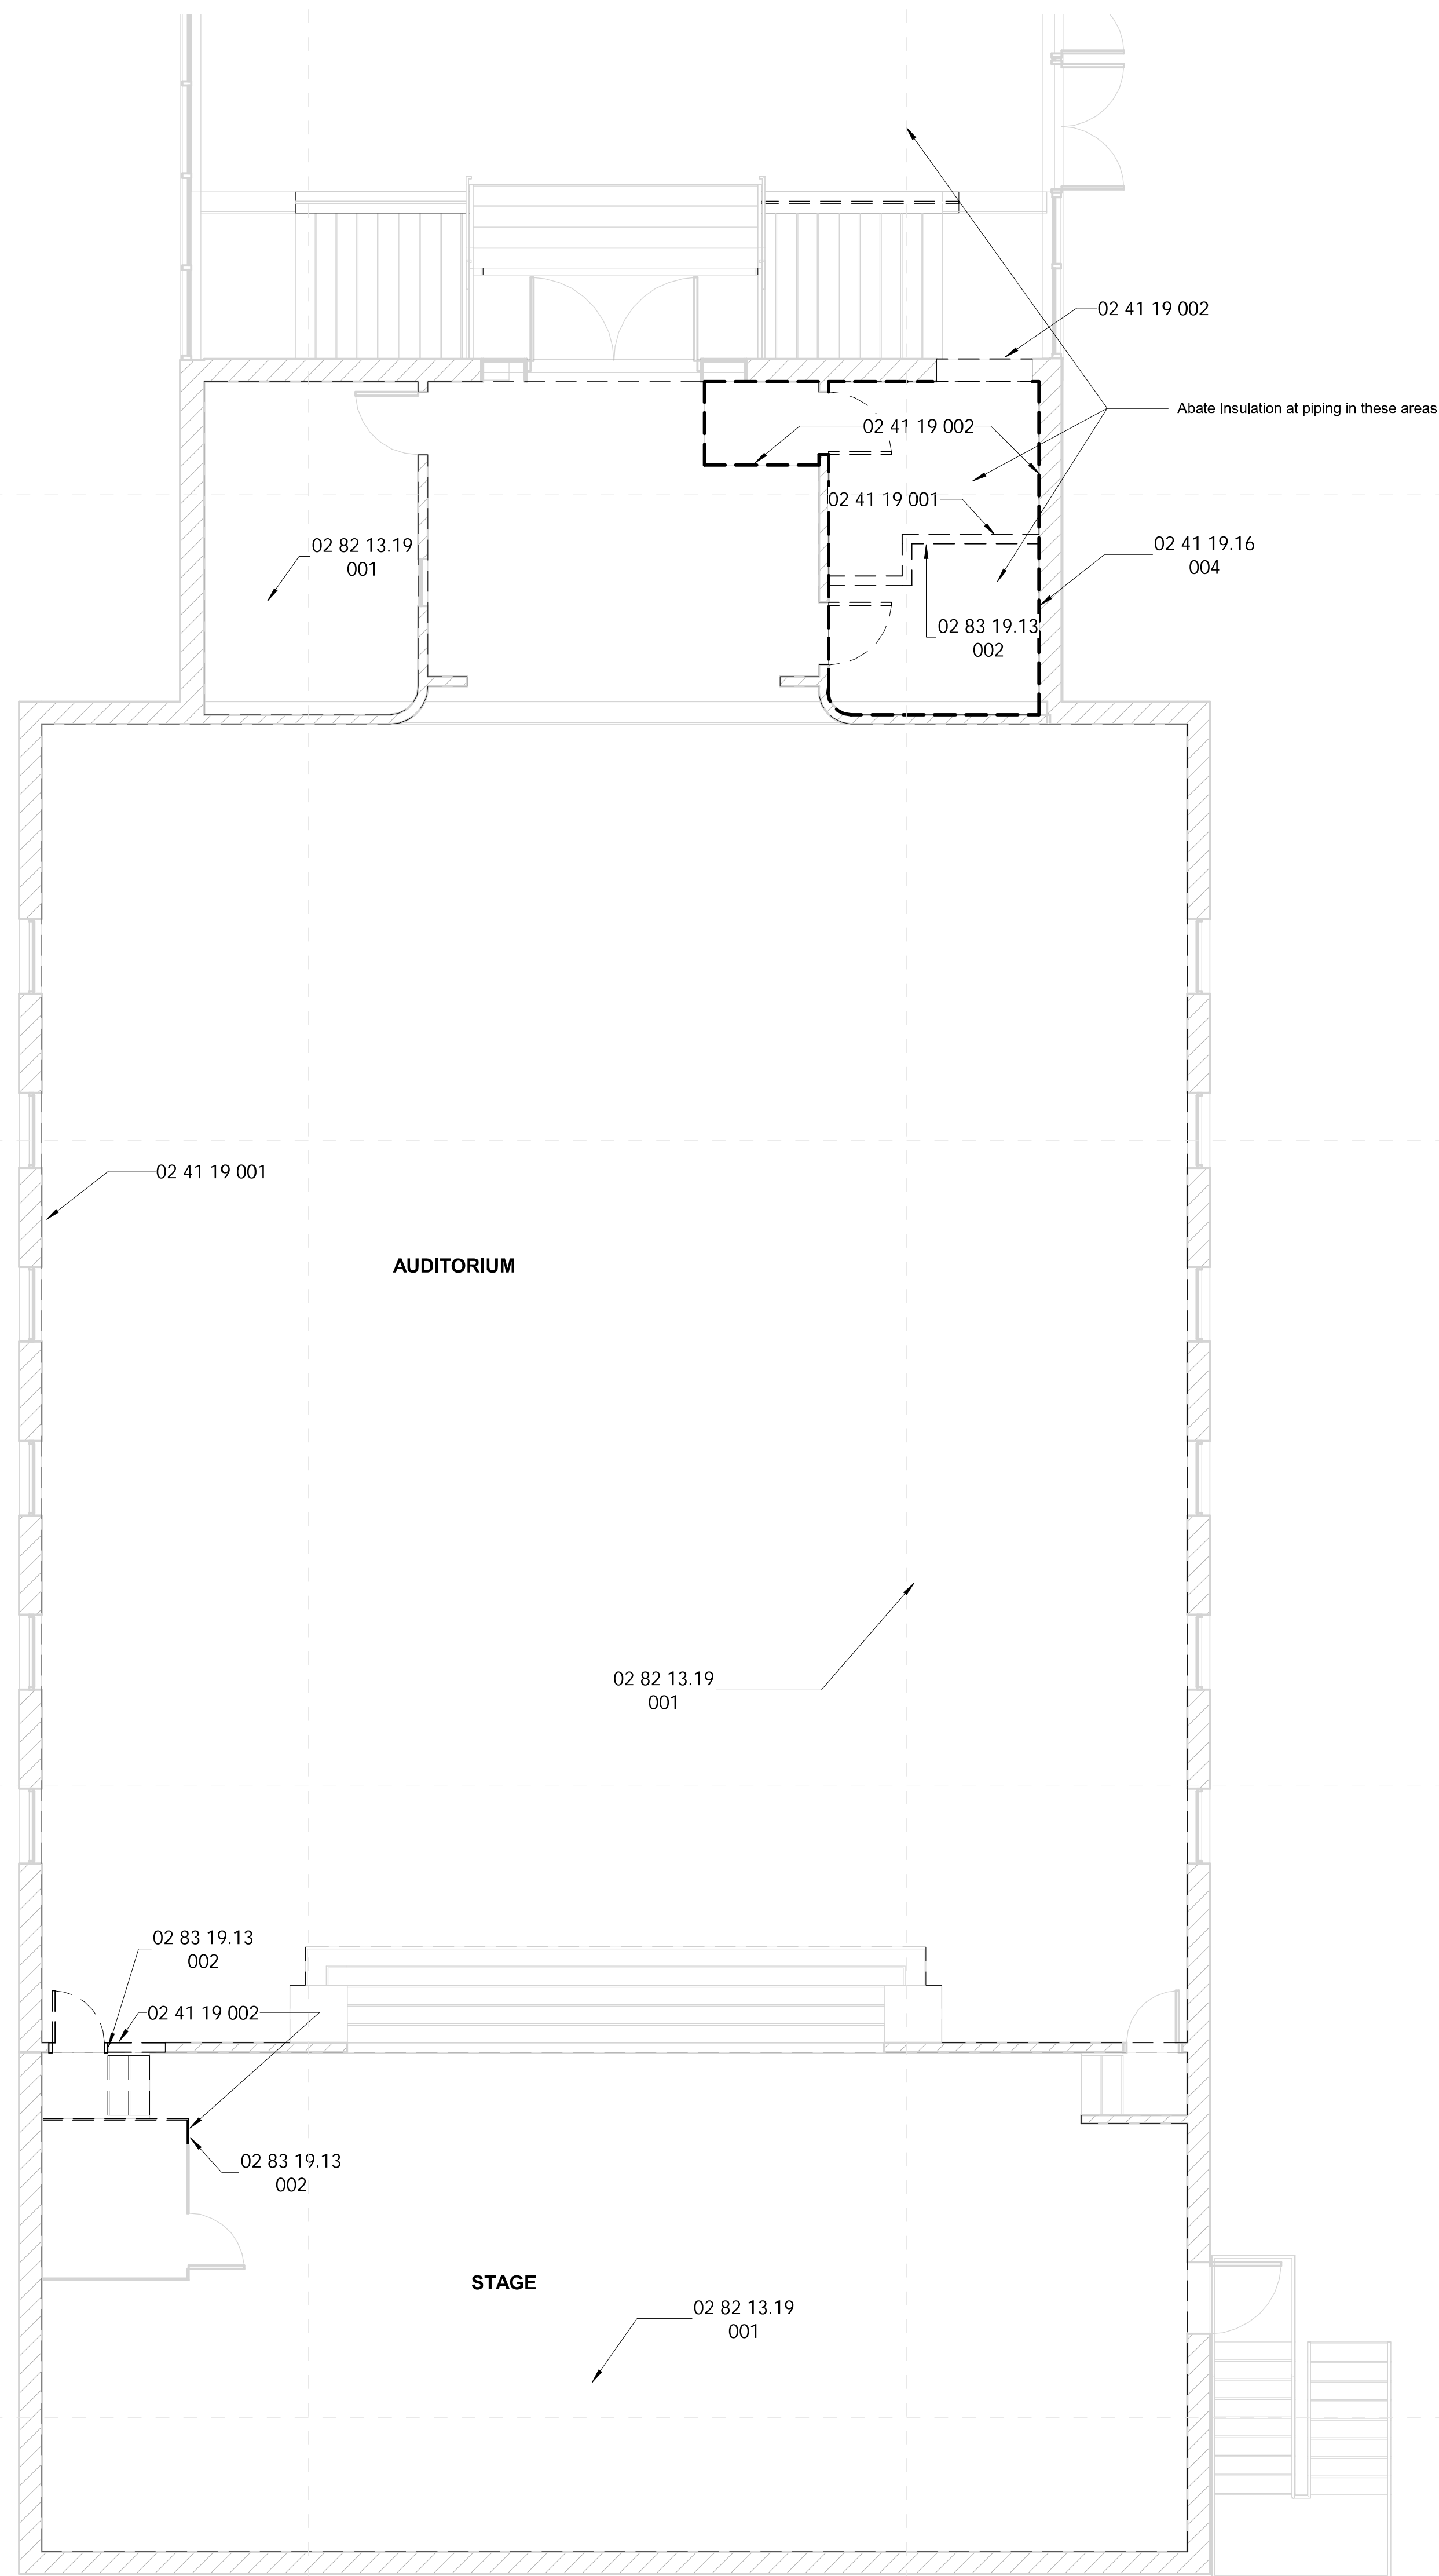 02 41 19 002
Abate Insulation at piping in these areas
02 41 19 002
02 41 19 001
02 82 13.19
001
02 41 19.16
004
02 83 19.13
002
02 41 19 001
AUDITORIUM
02 82 13.19
001
02 83 19.13
002
02 41 19 002
02 83 19.13
002
STAGE
02 82 13.19
001